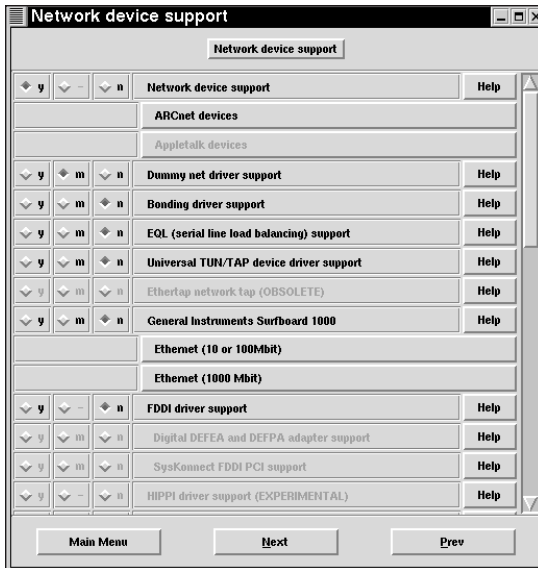 Network device support
Network device support
y - n Network device support Help
ARCnet devices
Appletalk devices
y m n Dummy net driver support Help
y m n Bonding driver support Help
y m n EQL (serial line load balancing) support Help
y m n Universal TUN/TAP device driver support Help
y m n Ethertap network tap (OBSOLETE) Help
y m n General Instruments Surfboard 1000 Help
Ethernet (10 or 100Mbit)
Ethernet (1000 Mbit)
y - n FDDI driver support Help
y m n Digital DEFEA and DEFPA adapter support Help
y m n SysKonnect FDDI PCI support Help
y - n HIPPI driver support (EXPERIMENTAL) Help
Main Menu Next Prev